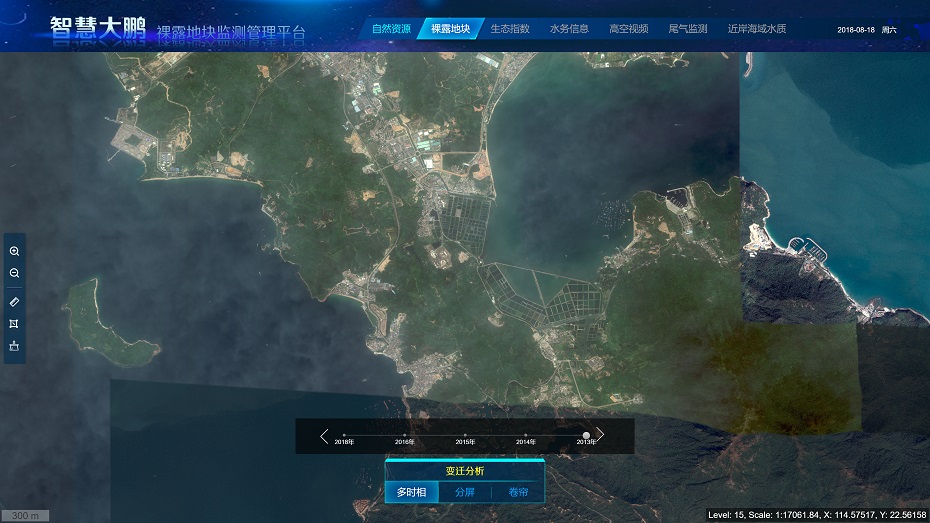 智慧大鹏 裸露地块监测管理平台
自然资源 裸露地块 生态指数 水务信息 高空视频 尾气监测 近岸海域水质
2018-08-18 周六
2018年 2016年 2015年 2014年 2013年
变迁分析
多时相 分屏 卷帘
300 m
Level: 15, Scale: 1:17061.84, X: 114.57517, Y: 22.56158